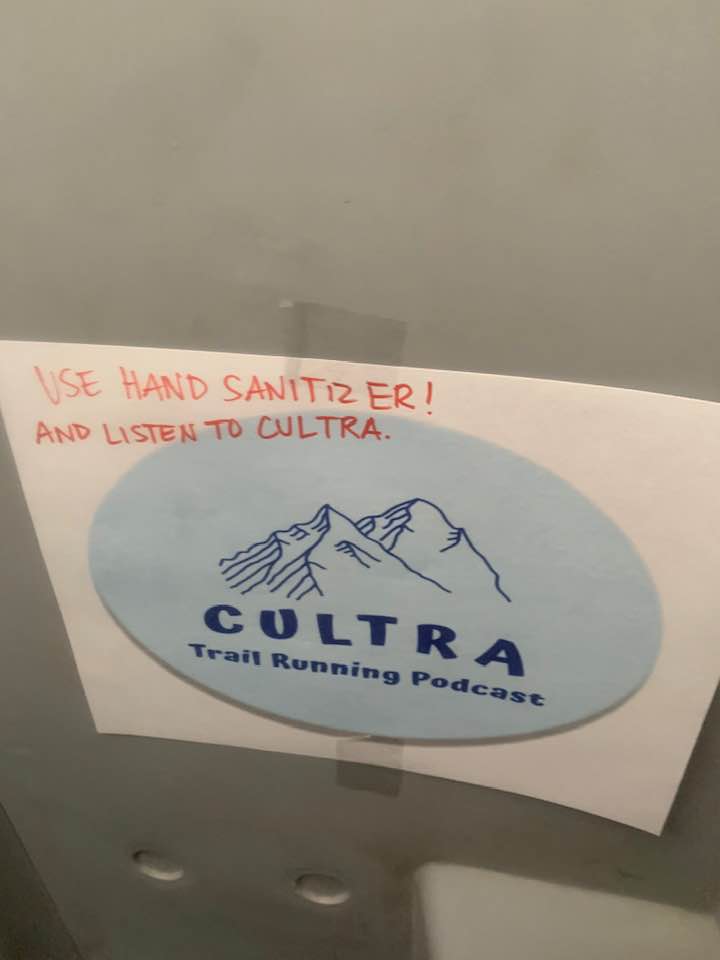 USE HAND SANITIZER!
AND LISTEN TO CULTRA.
CULTRA
Trail Running Podcast